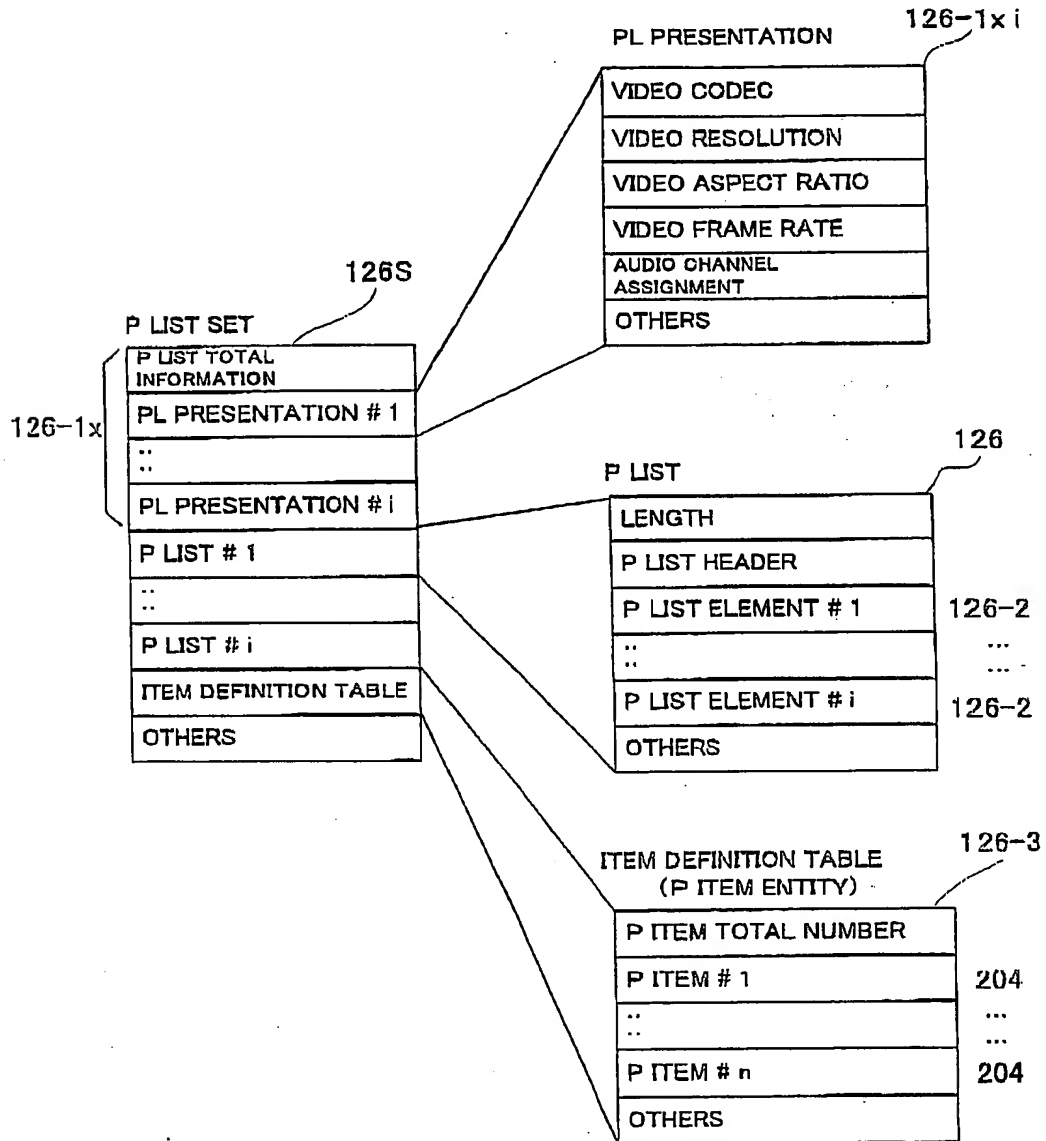 126-1x i
PL PRESENTATION
VIDEO CODEC
VIDEO RESOLUTION
VIDEO ASPECT RATIO
VIDEO FRAME RATE
AUDIO CHANNEL
ASSIGNMENT
OTHERS
126S
P LIST SET
P LIST TOTAL
INFORMATION
PL PRESENTATION # 1
::
PL PRESENTATION # i
P LIST # 1
::
P LIST # i
ITEM DEFINITION TABLE
OTHERS
126-1x
126
P LIST
LENGTH
P LIST HEADER
P LIST ELEMENT # 1 126-2
:: ...
...
P LIST ELEMENT # i 126-2
OTHERS
126-3
ITEM DEFINITION TABLE
(P ITEM ENTITY)
P ITEM TOTAL NUMBER
P ITEM # 1 204
:: ...
...
P ITEM # n 204
OTHERS